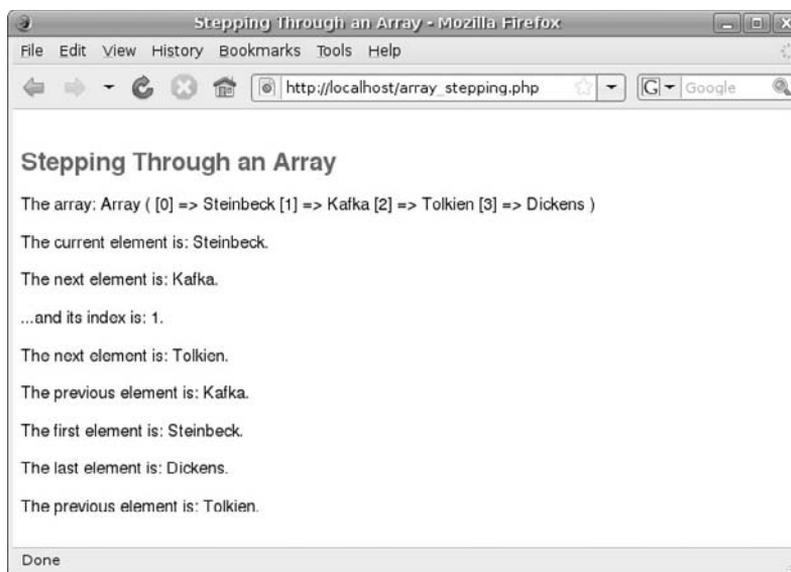 Stepping Through an Array - Mozilla Firefox
File Edit View History Bookmarks Tools Help
http://localhost/array_stepping.php
G Google
Stepping Through an Array
The array: Array ( [0] => Steinbeck [1] => Kafka [2] => Tolkien [3] => Dickens )
The current element is: Steinbeck.
The next element is: Kafka.
...and its index is: 1.
The next element is: Tolkien.
The previous element is: Kafka.
The first element is: Steinbeck.
The last element is: Dickens.
The previous element is: Tolkien.
Done